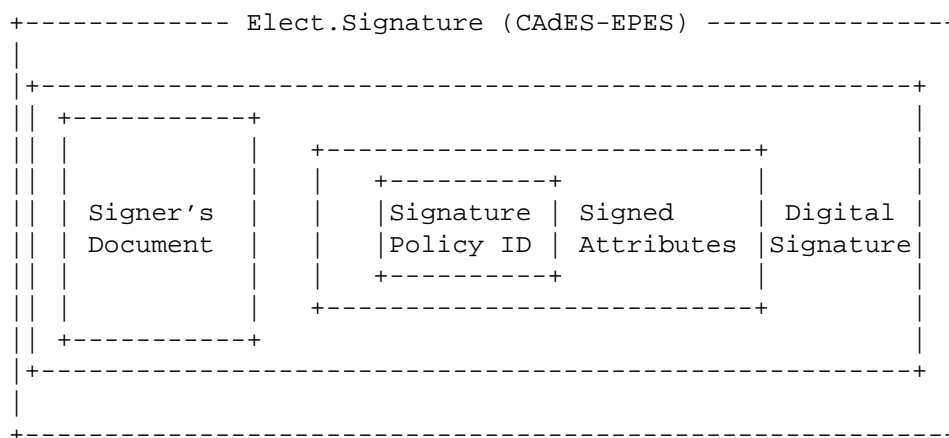 Elect.Signature (CAdES-EPES)
Signer's Signature Signed Digital
Document Policy ID Attributes Signature